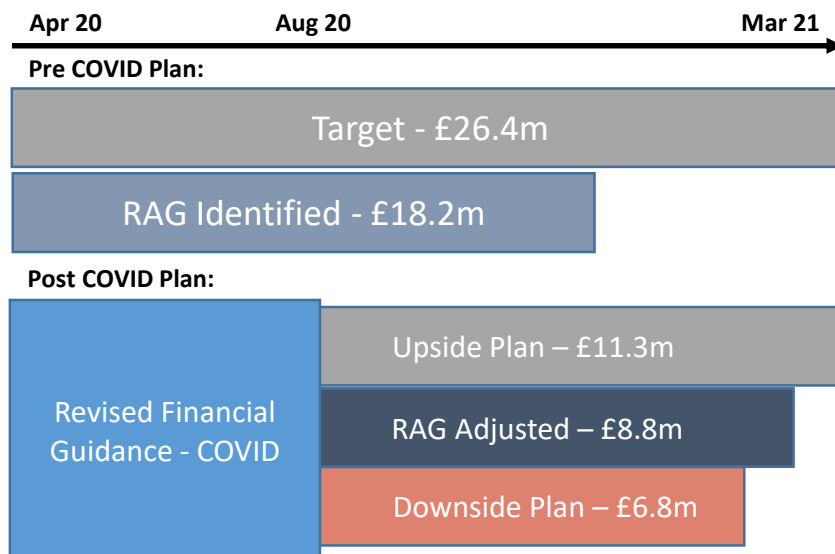 Apr 20 Aug 20 Mar 21
Pre COVID Plan:
Target - £26.4m
RAG Identified - £18.2m
Post COVID Plan:
Revised Financial
Guidance - COVID
Upside Plan – £11.3m
RAG Adjusted – £8.8m
Downside Plan – £6.8m